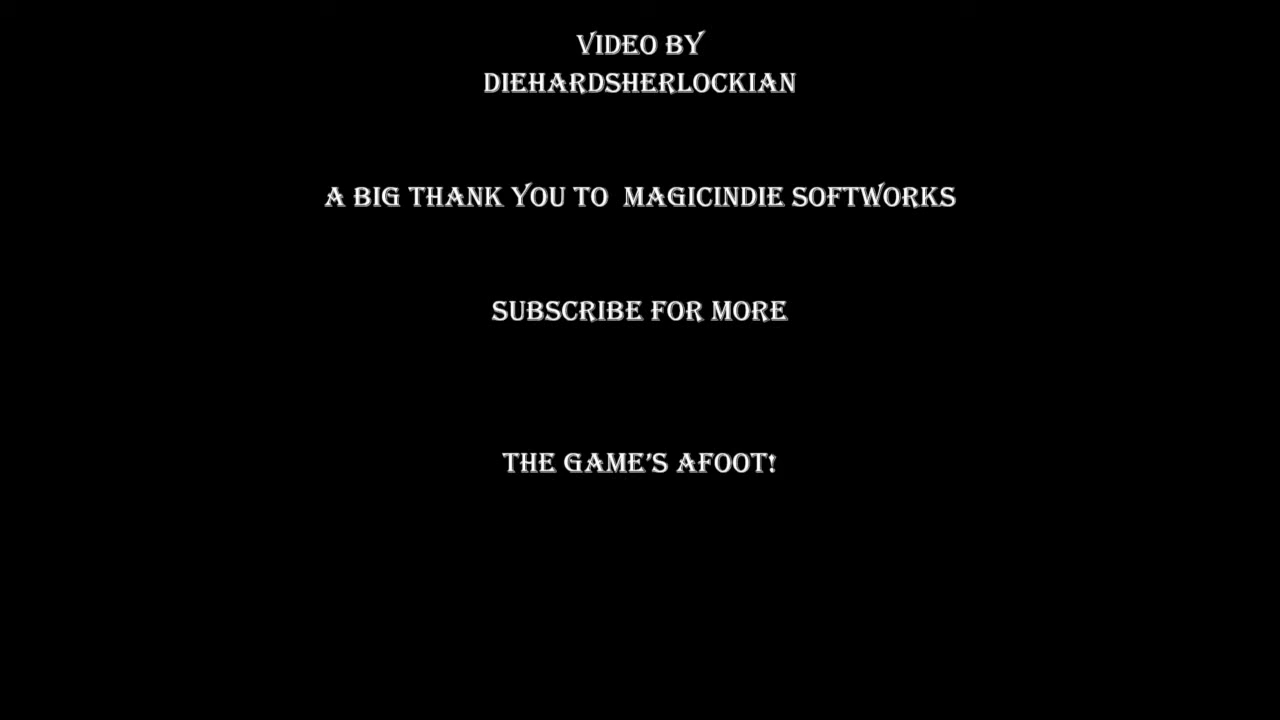 VIDEO BY
DIEHARDSHERLOCKIAN
A BIG THANK YOU TO  MAGICINDIE SOFTWORKS
SUBSCRIBE FOR MORE
THE GAME’S AFOOT!